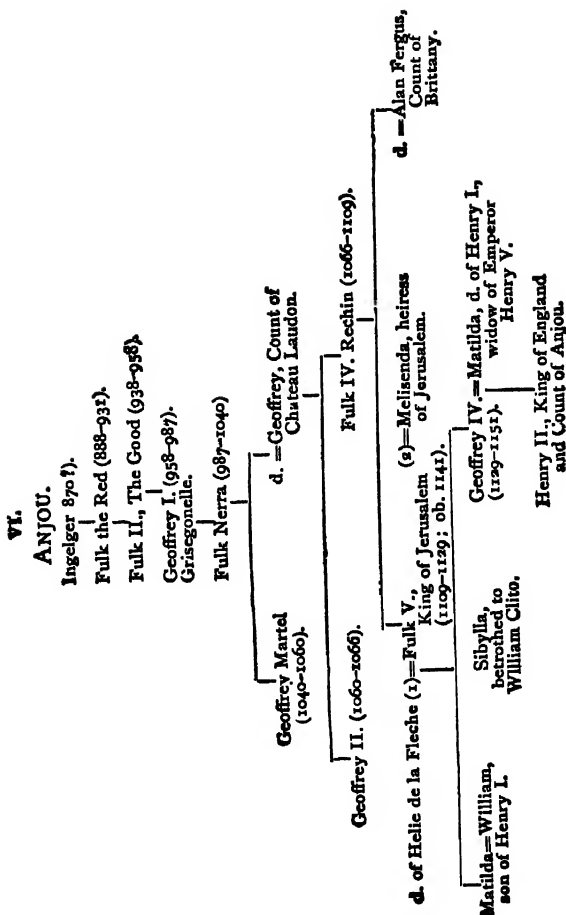 VI.
ANJOU.
Ingelger 870 ?).
Fulk the Red (888-932).
Fulk II., The Good (938-958).
Geoffrey I. (958-987).
Grisegonelle.
Fulk Nerra (987-1040)
Geoffrey Martel
(1040-1060).
d. =Geoffrey, Count of
Chateau Laudon.
Geoffrey II. (1060-1066).
Fulk IV. Rechin (1066-1109).
d. of Helie de la Fleche (1)=Fulk V.,
King of Jerusalem
(1109-1129; ob. 1141).
(2)=Melisenda, heiress
of Jerusalem.
d. =Alan Fergus,
Count of
Brittany.
Matilda=William,
son of Henry I.
Sibylla,
betrothed to
William Clito.
Geoffrey IV.=Matilda, d. of Henry I.,
(1129-1151).
widow of Emperor
Henry V.
Henry II., King of England
and Count of Anjou.